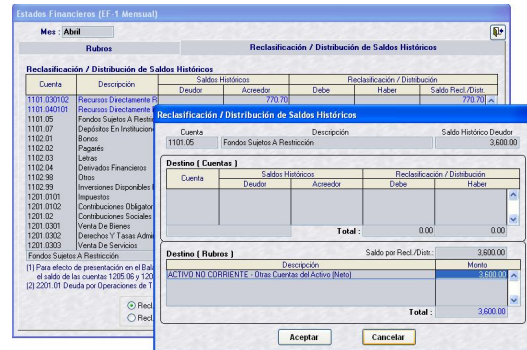 Estados Financieros (EF-1 Mensual)
Mes : Abril
Rubros
Reclasificación / Distribución de Saldos Históricos
Reclasificación / Distribución de Saldos Históricos
Cuenta Descripción Saldos Históricos Reclasificación / Distribución
Deudor Acreedor Debe Haber Saldo Recl./Distr.
1101.030102 Recursos Directamente R 770.70 770.70
1101.040101 Recursos Directamente
1101.05 Fondos Sujetos A Restri
1101.07 Depósitos En Institucione
1102.01 Bonos
1102.02 Pagarés
1102.03 Letras
1102.04 Derivados Financieros
1102.98 Otros
1102.99 Inversiones Disponibles
1201.0101 Impuestos
1201.0102 Contribuciones Obligator
1201.02 Contribuciones Sociales
1201.0301 Venta De Bienes
1201.0302 Derechos Y Tasas Admi
1201.0303 Venta De Servicios
Fondos Sujetos A Restricción
(1) Para efecto de presentación en el Bala
el saldo de las cuentas 1205.06 y 120
(2) 2201.01 Deuda por Operaciones de T
Recl
Recl
Reclasificación / Distribución de Saldos Históricos
Cuenta Descripción Saldo Histórico Deudor
1101.05 Fondos Sujetos A Restricción 3,600.00
Destino ( Cuentas )
Cuenta Saldos Históricos Reclasificación / Distribución
Deudor Acreedor Debe Haber
Total : 0.00 0.00
Destino ( Rubros ) Saldo por Recl./Distr.: 3,600.00
Descripción Monto
ACTIVO NO CORRIENTE - Otras Cuentas del Activo (Neto) 3,600.00
Total : 3,600.00
Aceptar Cancelar